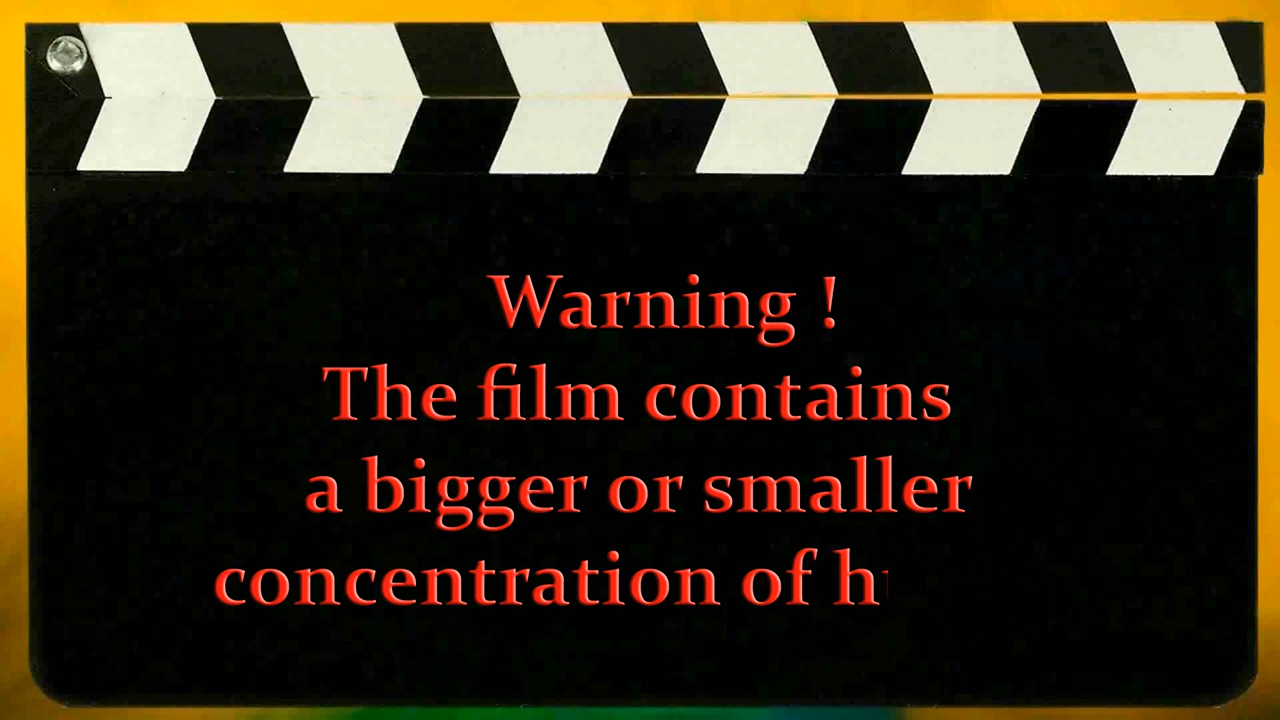 Warning !
The film contains
a bigger or smaller
concentration of